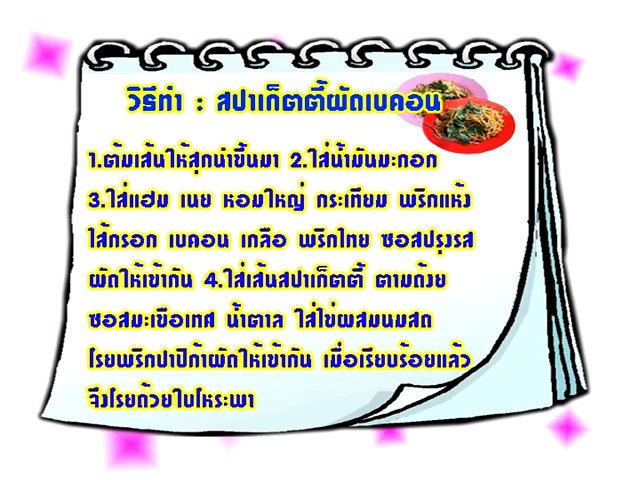 วิธีทำ : สปาเก็ตตี้ผัดเบคอน
1.ต้มเส้นให้สุกนำขึ้นมา 2.ใส่น้ำมันมะกอก
3.ใส่แฮม เนย หอมใหญ่ กระเทียม พริกแห้ง
ไส้กรอก เบคอน เกลือ พริกไทย ซอสปรุงรส
ผัดให้เข้ากัน 4.ใส่เส้นสปาเก็ตตี้ ตามด้วย
ซอสมะเขือเทศ น้ำตาล ใส่ไข่ผสมนมสด
โรยพริกปาปิก้าผัดให้เข้ากัน เมื่อเรียบร้อยแล้ว
จึงโรยด้วยใบโหระพา